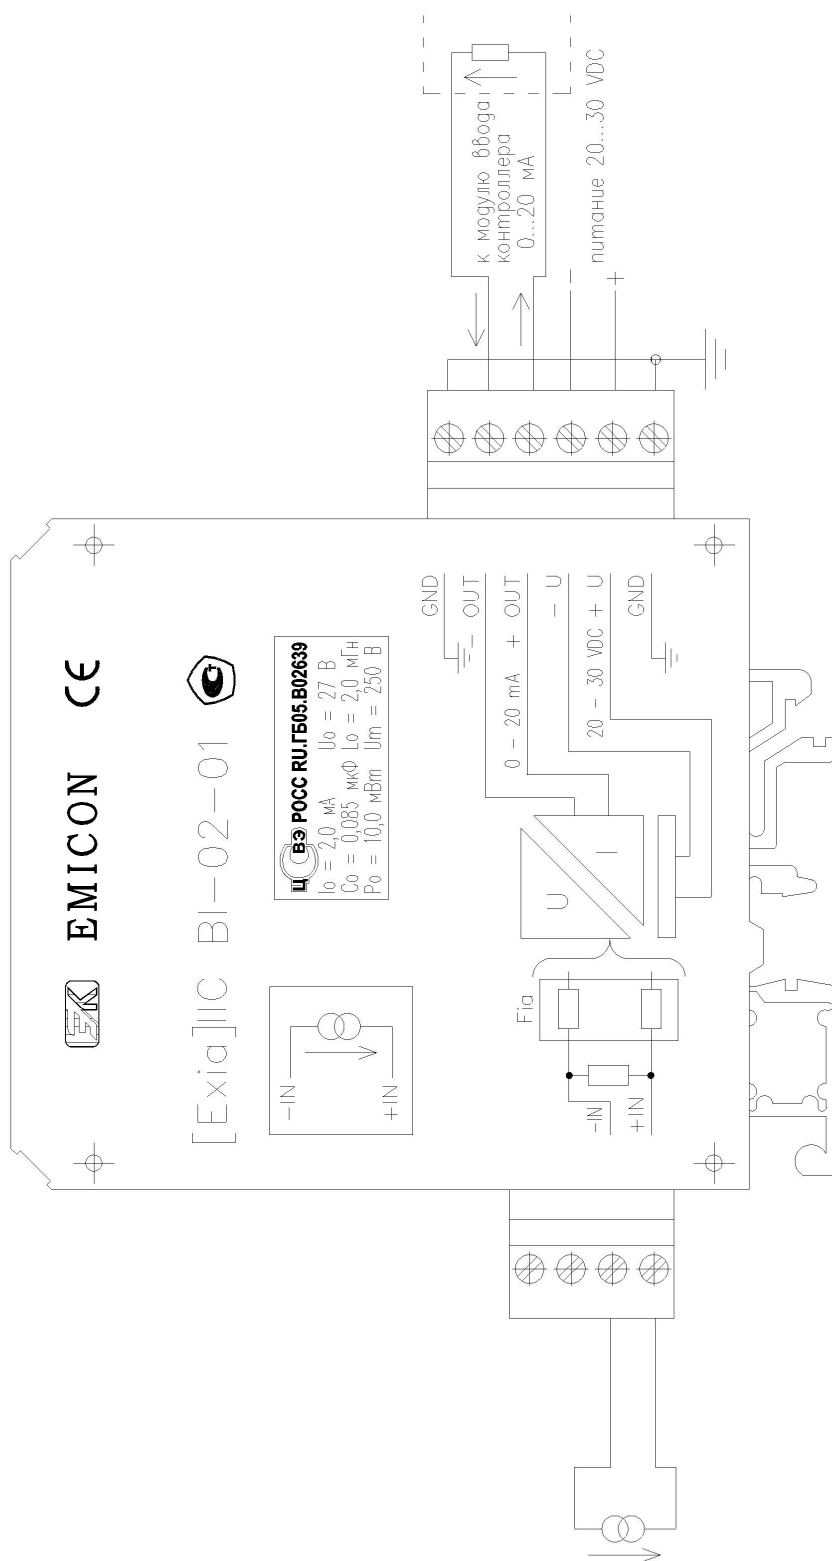 EMICON CE
[Exia]IIC BI-02-01
ЦС ВЭ РОСС RU.ГБ05.В02639
Io = 2,0 мА Uo = 27 В
Co = 0,085 мкФ Lo = 2,0 мГн
Po = 10,0 мВт Um = 250 В
-IN
+IN
Fia
-IN
+IN
U
I
GND
- OUT
0 - 20 mA + OUT
- U
20 - 30 VDC + U
GND
к модулю ввода
контроллера
0...20 мА
-
+
питание 20...30 VDC